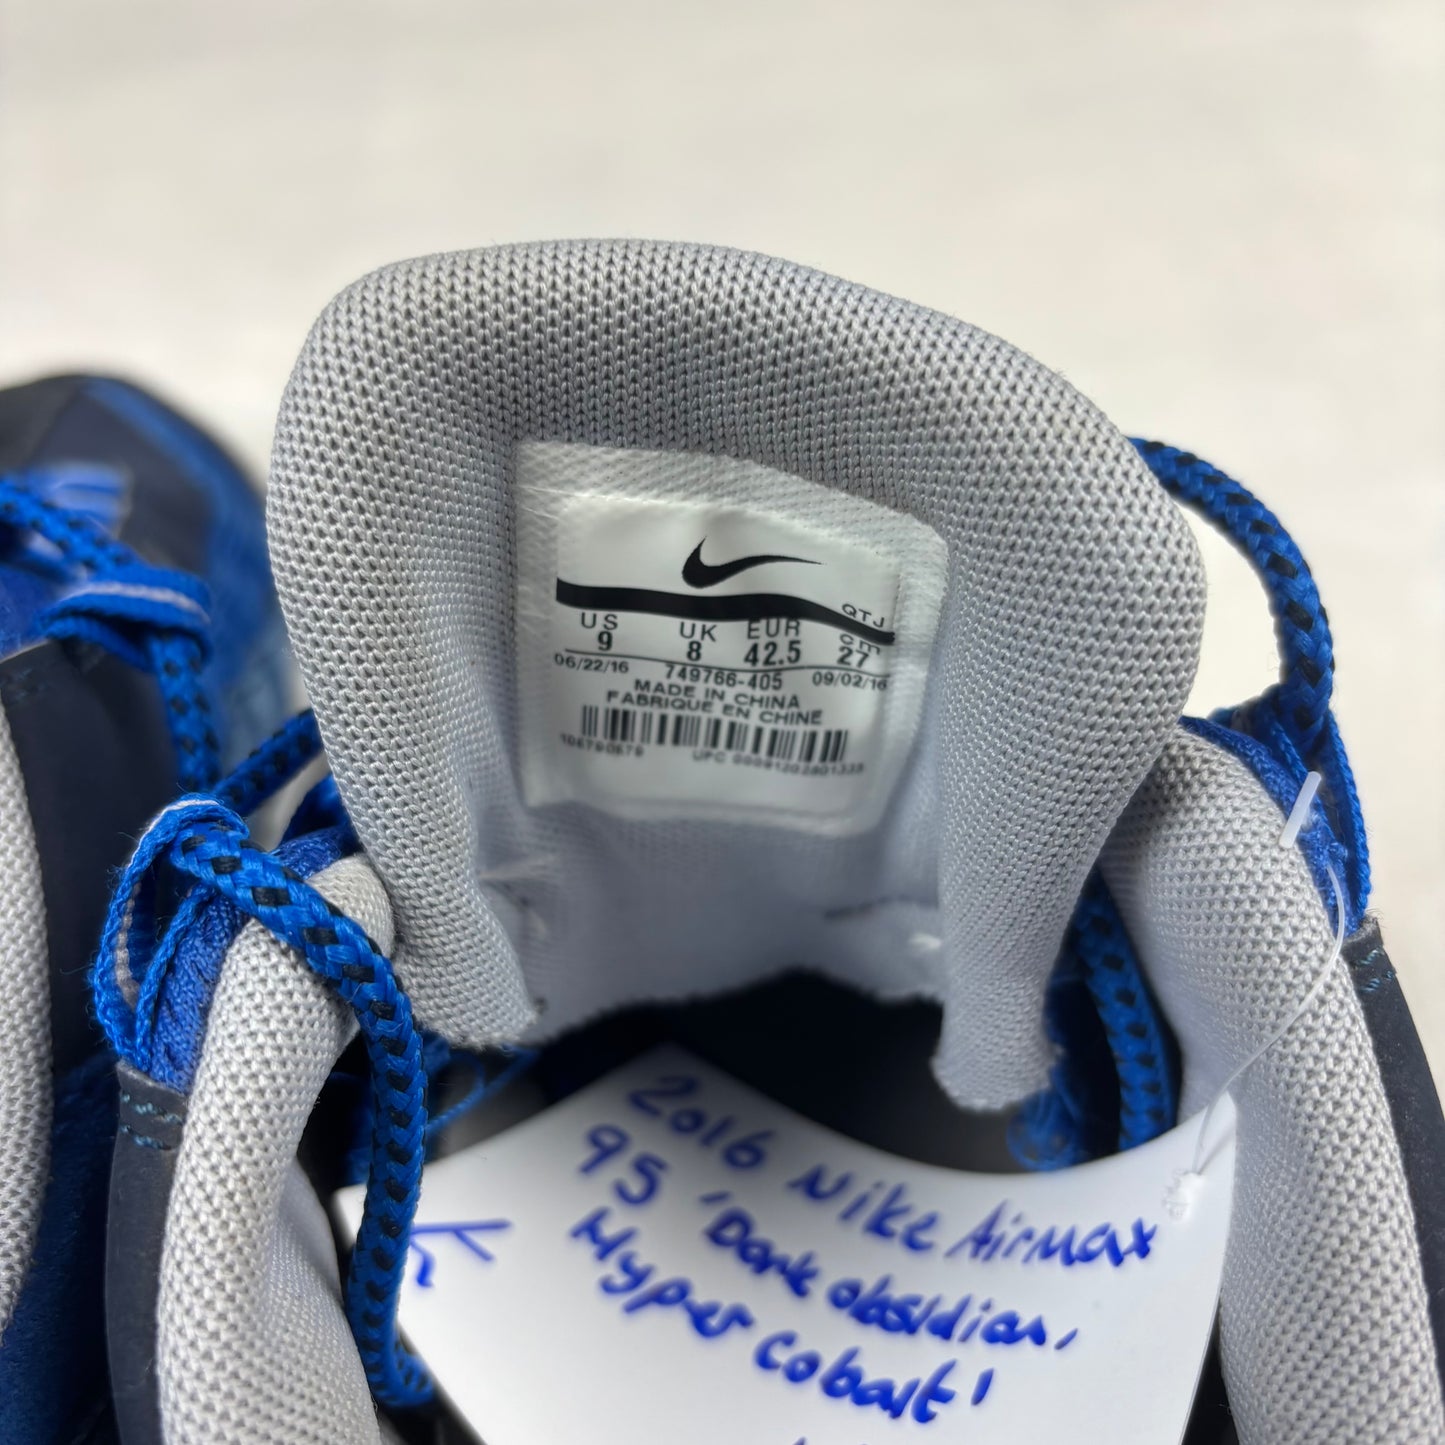 QTJ
US UK EUR cm
9 8 42.5 27
06/22/16 749766-405 09/02/16
MADE IN CHINA
FABRIQUE EN CHINE
UPC
2016 Nike Airmax
95 'Dark obsidian,
Hyper cobalt'